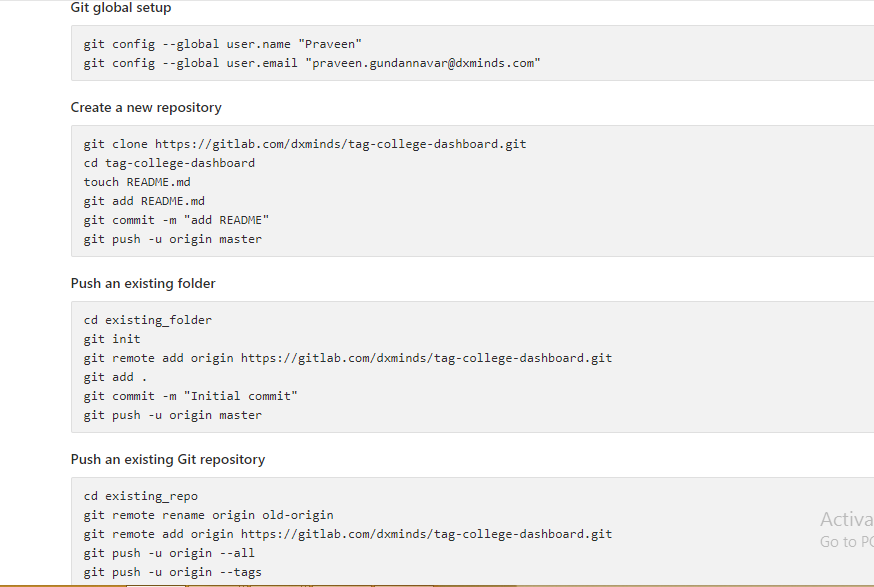 Git global setup
git config --global user.name "Praveen"
git config --global user.email "praveen.gundannavar@dxminds.com"
Create a new repository
git clone https://gitlab.com/dxminds/tag-college-dashboard.git
cd tag-college-dashboard
touch README.md
git add README.md
git commit -m "add README"
git push -u origin master
Push an existing folder
cd existing_folder
git init
git remote add origin https://gitlab.com/dxminds/tag-college-dashboard.git
git add .
git commit -m "Initial commit"
git push -u origin master
Push an existing Git repository
cd existing_repo
git remote rename origin old-origin
git remote add origin https://gitlab.com/dxminds/tag-college-dashboard.git
git push -u origin --all
git push -u origin --tags
Activa
Go to PC